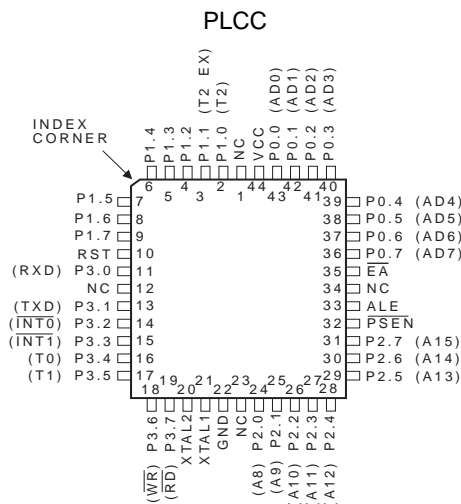 PLCC
INDEX
CORNER
P1.4
P1.3
P1.2
P1.1 (T2 EX)
P1.0 (T2)
NC
VCC
P0.0 (AD0)
P0.1 (AD1)
P0.2 (AD2)
P0.3 (AD3)
6 5 4 3 2 1 44 43 42 41 40
P1.5 7
P1.6 8
P1.7 9
RST 10
(RXD) P3.0 11
NC 12
(TXD) P3.1 13
(INT0) P3.2 14
(INT1) P3.3 15
(T0) P3.4 16
(T1) P3.5 17
39 P0.4 (AD4)
38 P0.5 (AD5)
37 P0.6 (AD6)
36 P0.7 (AD7)
35 EA
34 NC
33 ALE
32 PSEN
31 P2.7 (A15)
30 P2.6 (A14)
29 P2.5 (A13)
18 19 20 21 22 23 24 25 26 27 28
(WR) P3.6
(RD) P3.7
XTAL2
XTAL1
GND
NC
(A8) P2.0
(A9) P2.1
(A10) P2.2
(A11) P2.3
(A12) P2.4